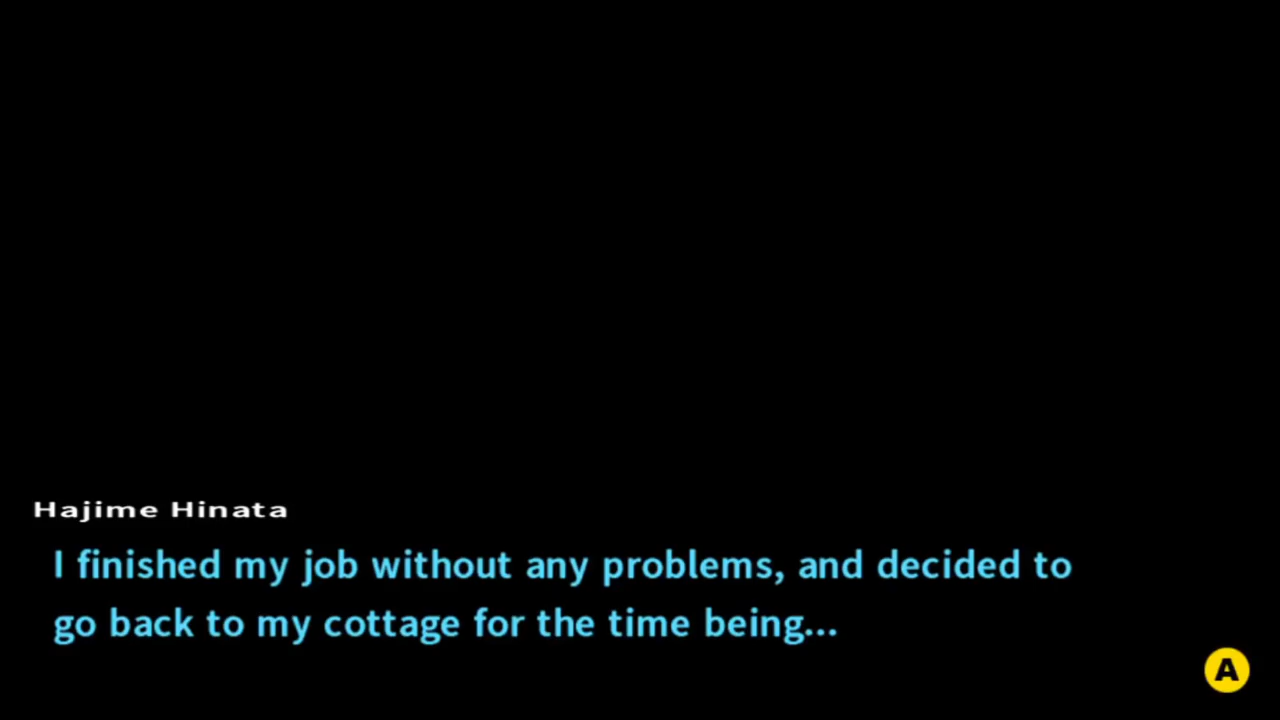 Hajime Hinata
I finished my job without any problems, and decided to
go back to my cottage for the time being...
A